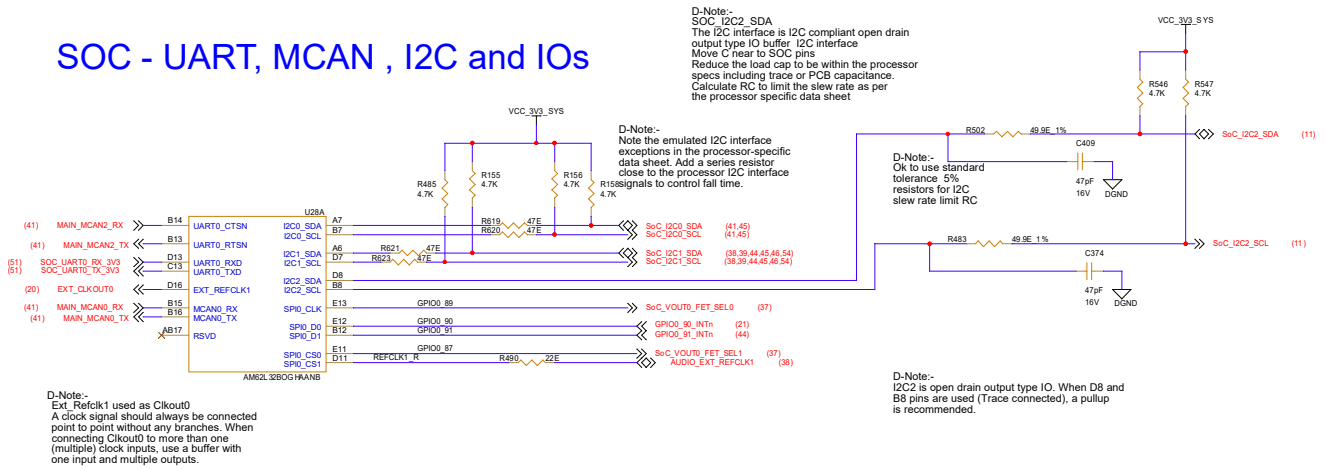 SOC - UART, MCAN , I2C and IOs
D-Note:-
SOC_I2C2_SDA
The I2C interface is I2C compliant open drain
output type IO buffer I2C interface
Move C near to SOC pins
Reduce the load cap to be within the processor
specs including trace or PCB capacitance.
Calculate RC to limit the slew rate as per
the processor specific data sheet
VCC_3V3_SYS
R546
4.7K
R547
4.7K
VCC_3V3_SYS
D-Note:-
Note the emulated I2C interface
exceptions in the processor-specific
data sheet. Add a series resistor
close to the processor I2C interface
signals to control fall time.
R485
4.7K
R155
4.7K
R156
4.7K
R158
4.7K
R502 49.9E_1%
SoC_I2C2_SDA (11)
C409
47pF
16V
DGND
D-Note:-
Ok to use standard
tolerance 5%
resistors for I2C
slew rate limit RC
R483 49.9E_1%
SoC_I2C2_SCL (11)
C374
47pF
16V
DGND
U28A
(41) MAIN_MCAN2_RX B14 UART0_CTSN
(41) MAIN_MCAN2_TX B13 UART0_RTSN
(51) SOC_UART0_RX_3V3 D13 UART0_RXD
(51) SOC_UART0_TX_3V3 C13 UART0_TXD
(20) EXT_CLKOUT0 D16 EXT_REFCLK1
(41) MAIN_MCAN0_RX B15 MCAN0_RX
(41) MAIN_MCAN0_TX B16 MCAN0_TX
AB17 RSVD
I2C0_SDA A7 R619 47E SoC_I2C0_SDA (41,45)
I2C0_SCL B7 R620 47E SoC_I2C0_SCL (41,45)
I2C1_SDA A6 R621 47E SoC_I2C1_SDA (38,39,44,45,46,54)
I2C1_SCL D7 R623 47E SoC_I2C1_SCL (38,39,44,45,46,54)
I2C2_SDA D8
I2C2_SCL B8
SPI0_CLK E13 GPIO0_89 SoC_VOUT0_FET_SEL0 (37)
SPI0_D0 E12 GPIO0_90 GPIO0_90_INTn (21)
SPI0_D1 B12 GPIO0_91 GPIO0_91_INTn (44)
SPI0_CS0 E11 GPIO0_87 SoC_VOUT0_FET_SEL1 (37)
SPI0_CS1 D11 REFCLK1_R R490 22E AUDIO_EXT_REFCLK1 (38)
AM62L32BOGHAANB
D-Note:-
I2C2 is open drain output type IO. When D8 and
B8 pins are used (Trace connected), a pullup
is recommended.
D-Note:-
Ext_Refclk1 used as Clkout0
A clock signal should always be connected
point to point without any branches. When
connecting Clkout0 to more than one
(multiple) clock inputs, use a buffer with
one input and multiple outputs.